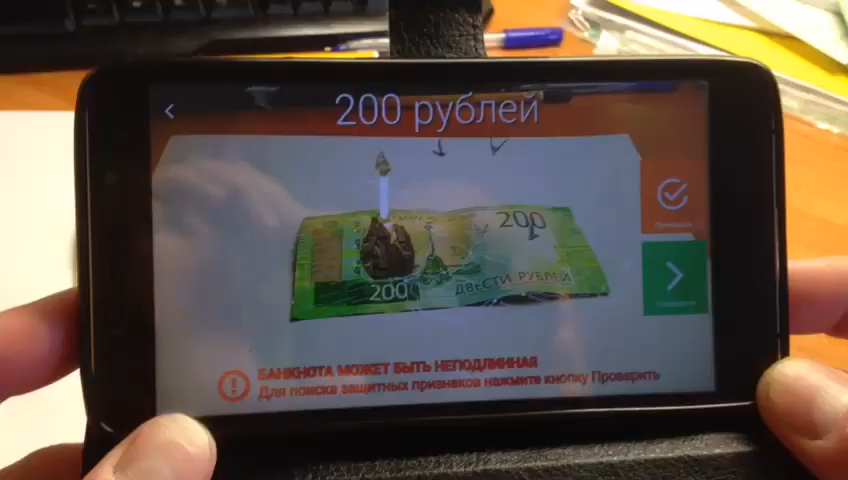 200 рублей
200
200
ДВЕСТИ РУБЛЕЙ
БАНКНОТА МОЖЕТ БЫТЬ НЕПОДЛИННАЯ
Для поиска защитных признаков нажмите кнопку Проверить